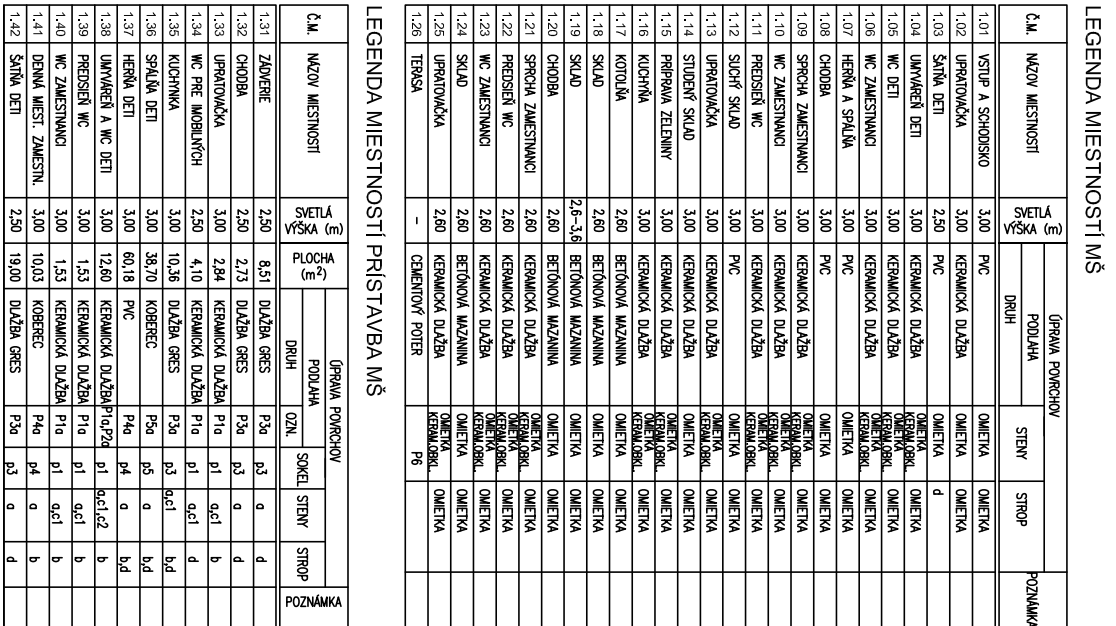 LEGENDA MIESTNOSTÍ MŠ
Č.M. NÁZOV MIESTNOSTÍ SVETLÁ VÝŠKA (m) ÚPRAVA POVRCHOV POZNÁMKA
PODLAHA STENY STROP
DRUH
1.01 VSTUP A SCHODISKO 3,00 PVC OMIETKA OMIETKA
1.02 UPRATOVAČKA 3,00 KERAMICKÁ DLAŽBA OMIETKA OMIETKA
1.03 ŠATŇA DETI 2,50 PVC OMIETKA d
1.04 UMYVÁREŇ DETI 3,00 KERAMICKÁ DLAŽBA OMIETKA KERAM.OBKL. OMIETKA
1.05 WC DETI 3,00 KERAMICKÁ DLAŽBA OMIETKA KERAM.OBKL. OMIETKA
1.06 WC ZAMESTNANCI 3,00 KERAMICKÁ DLAŽBA OMIETKA KERAM.OBKL. OMIETKA
1.07 HERŇA A SPÁLŇA 3,00 PVC OMIETKA OMIETKA
1.08 CHODBA 3,00 PVC OMIETKA OMIETKA
1.09 SPRCHA ZAMESTNANCI 3,00 KERAMICKÁ DLAŽBA OMIETKA KERAM.OBKL. OMIETKA
1.10 WC ZAMESTNANCI 3,00 KERAMICKÁ DLAŽBA OMIETKA KERAM.OBKL. OMIETKA
1.11 PREDSIEŇ WC 3,00 KERAMICKÁ DLAŽBA OMIETKA KERAM.OBKL. OMIETKA
1.12 SUCHÝ SKLAD 3,00 PVC OMIETKA OMIETKA
1.13 UPRATOVAČKA 3,00 KERAMICKÁ DLAŽBA OMIETKA OMIETKA
1.14 STUDENÝ SKLAD 3,00 KERAMICKÁ DLAŽBA OMIETKA OMIETKA
1.15 PRÍPRAVA ZELENINY 3,00 KERAMICKÁ DLAŽBA OMIETKA KERAM.OBKL. OMIETKA
1.16 KUCHYŇA 3,00 KERAMICKÁ DLAŽBA OMIETKA KERAM.OBKL. OMIETKA
1.17 KOTOLŇA 2,60 BETÓNOVÁ MAZANINA OMIETKA OMIETKA
1.18 SKLAD 2,60 BETÓNOVÁ MAZANINA OMIETKA OMIETKA
1.19 SKLAD 2,6-3,6 BETÓNOVÁ MAZANINA OMIETKA OMIETKA
1.20 CHODBA 2,60 BETÓNOVÁ MAZANINA OMIETKA OMIETKA
1.21 SPRCHA ZAMESTNANCI 2,60 KERAMICKÁ DLAŽBA OMIETKA KERAM.OBKL. OMIETKA
1.22 PREDSIEŇ WC 2,60 KERAMICKÁ DLAŽBA OMIETKA KERAM.OBKL. OMIETKA
1.23 WC ZAMESTNANCI 2,60 KERAMICKÁ DLAŽBA OMIETKA KERAM.OBKL. OMIETKA
1.24 SKLAD 2,60 BETÓNOVÁ MAZANINA OMIETKA OMIETKA
1.25 UPRATOVAČKA 2,60 KERAMICKÁ DLAŽBA OMIETKA KERAM.OBKL. OMIETKA
1.26 TERASA - CEMENTOVÝ POTER P6
LEGENDA MIESTNOSTÍ PRÍSTAVBA MŠ
Č.M. NÁZOV MIESTNOSTÍ SVETLÁ VÝŠKA (m) PLOCHA (m²) ÚPRAVA POVRCHOV POZNÁMKA
PODLAHA SOKEL STENY STROP
DRUH OZN.
1.31 ZÁDVERIE 2,50 8,51 DLAŽBA GRES P3a p3 a d
1.32 CHODBA 2,50 2,73 DLAŽBA GRES P3a p3 a d
1.33 UPRATOVAČKA 3,00 2,84 KERAMICKÁ DLAŽBA P1a p1 a,c1 b
1.34 WC PRE IMOBILNÝCH 2,50 4,10 KERAMICKÁ DLAŽBA P1a p1 a,c1 d
1.35 KUCHYNKA 3,00 10,36 DLAŽBA GRES P3a p3 a,c1 b,d
1.36 SPÁLŇA DETI 3,00 38,70 KOBEREC P5a p5 a b,d
1.37 HERŇA DETI 3,00 60,18 PVC P4a p4 a b,d
1.38 UMYVÁREŇ A WC DETI 3,00 12,60 KERAMICKÁ DLAŽBA P1a,P2a p1 a,c1,c2 b
1.39 PREDSIEŇ WC 3,00 1,53 KERAMICKÁ DLAŽBA P1a p1 a,c1 b
1.40 WC ZAMESTNANCI 3,00 1,53 KERAMICKÁ DLAŽBA P1a p1 a,c1 b
1.41 DENNÁ MIEST. ZAMESTN. 3,00 10,03 KOBEREC P4a p4 a b
1.42 ŠATŇA DETI 2,50 19,00 DLAŽBA GRES P3a p3 a d